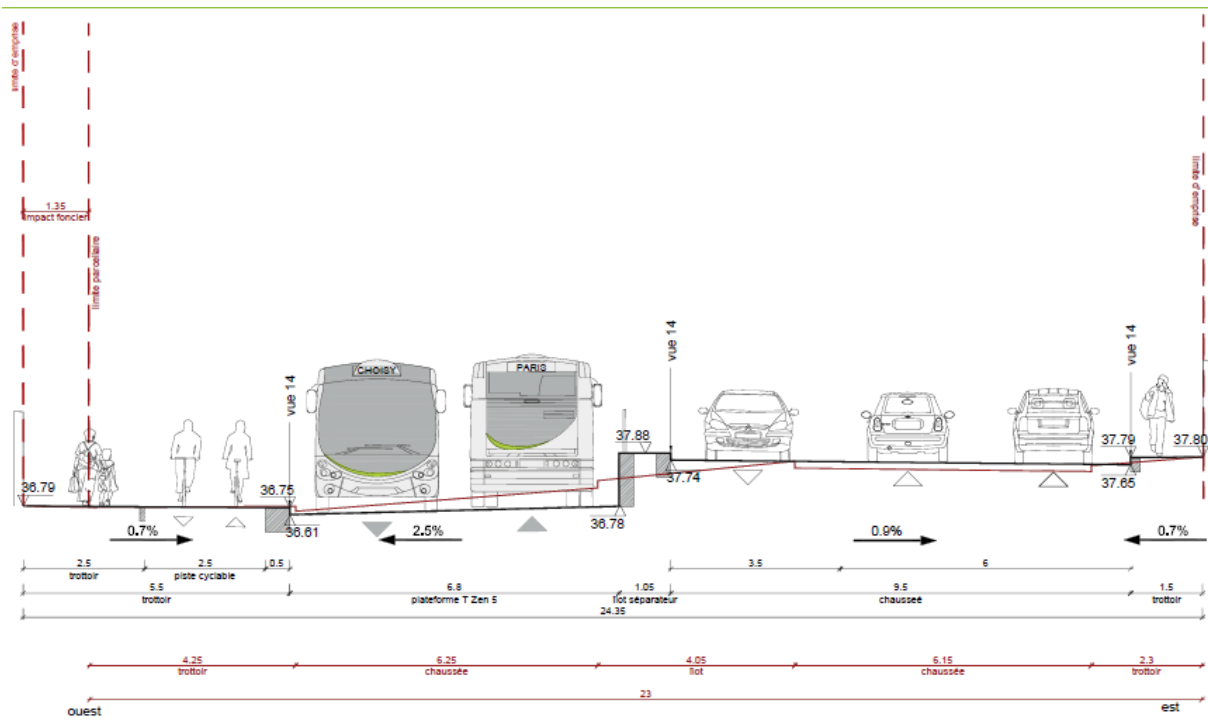 limite d'emprise
limite d'emprise
1.35
impact foncier
limite parcellaire
vue 14
vue 14
vue 14
CHOISY
PARIS
37.88
37.79
37.80
37.74
37.65
36.79
36.75
36.61
36.78
0.7%
2.5%
0.9%
0.7%
2.5
2.5
0.5
3.5
6
trottoir
piste cyclable
5.5
6.8
1.05
9.5
1.5
trottoir
plateforme T Zen 5
îlot séparateur
chausseé
trottoir
24.35
4.25
6.25
4.05
6.15
2.3
trottoir
chaussée
îlot
chaussée
trottoir
23
ouest
est